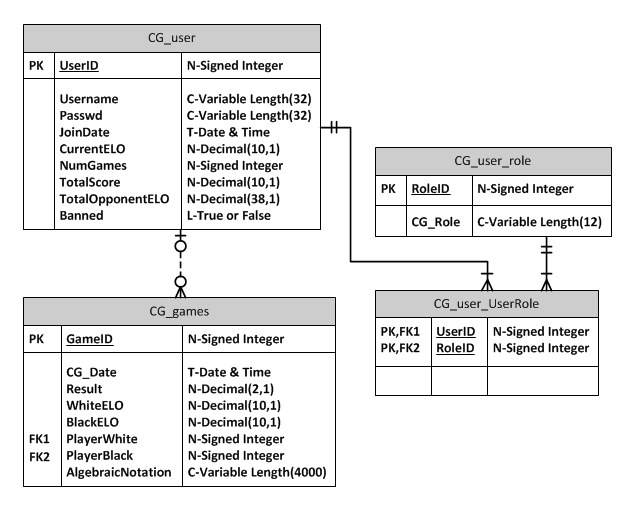 CG_user
PK UserID N-Signed Integer
Username C-Variable Length(32)
Passwd C-Variable Length(32)
JoinDate T-Date & Time
CurrentELO N-Decimal(10,1)
NumGames N-Signed Integer
TotalScore N-Decimal(10,1)
TotalOpponentELO N-Decimal(38,1)
Banned L-True or False
CG_user_role
PK RoleID N-Signed Integer
CG_Role C-Variable Length(12)
CG_games
PK GameID N-Signed Integer
CG_Date T-Date & Time
Result N-Decimal(2,1)
WhiteELO N-Decimal(10,1)
BlackELO N-Decimal(10,1)
FK1 PlayerWhite N-Signed Integer
FK2 PlayerBlack N-Signed Integer
AlgebraicNotation C-Variable Length(4000)
CG_user_UserRole
PK,FK1 UserID N-Signed Integer
PK,FK2 RoleID N-Signed Integer